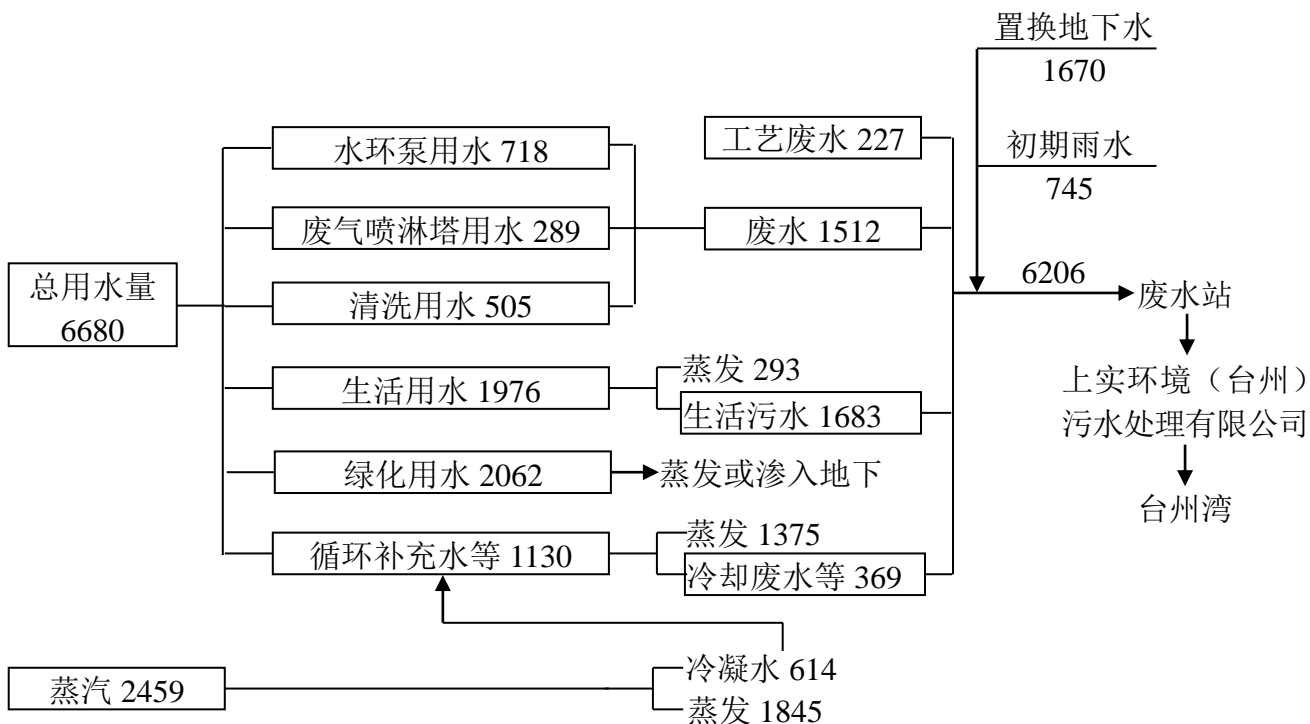 置换地下水
1670
初期雨水
745
水环泵用水 718
废气喷淋塔用水 289
清洗用水 505
总用水量
6680
生活用水 1976
绿化用水 2062
循环补充水等 1130
工艺废水 227
废水 1512
蒸发 293
生活污水 1683
蒸发或渗入地下
蒸发 1375
冷却废水等 369
6206
废水站
上实环境（台州）
污水处理有限公司
台州湾
蒸汽 2459
冷凝水 614
蒸发 1845